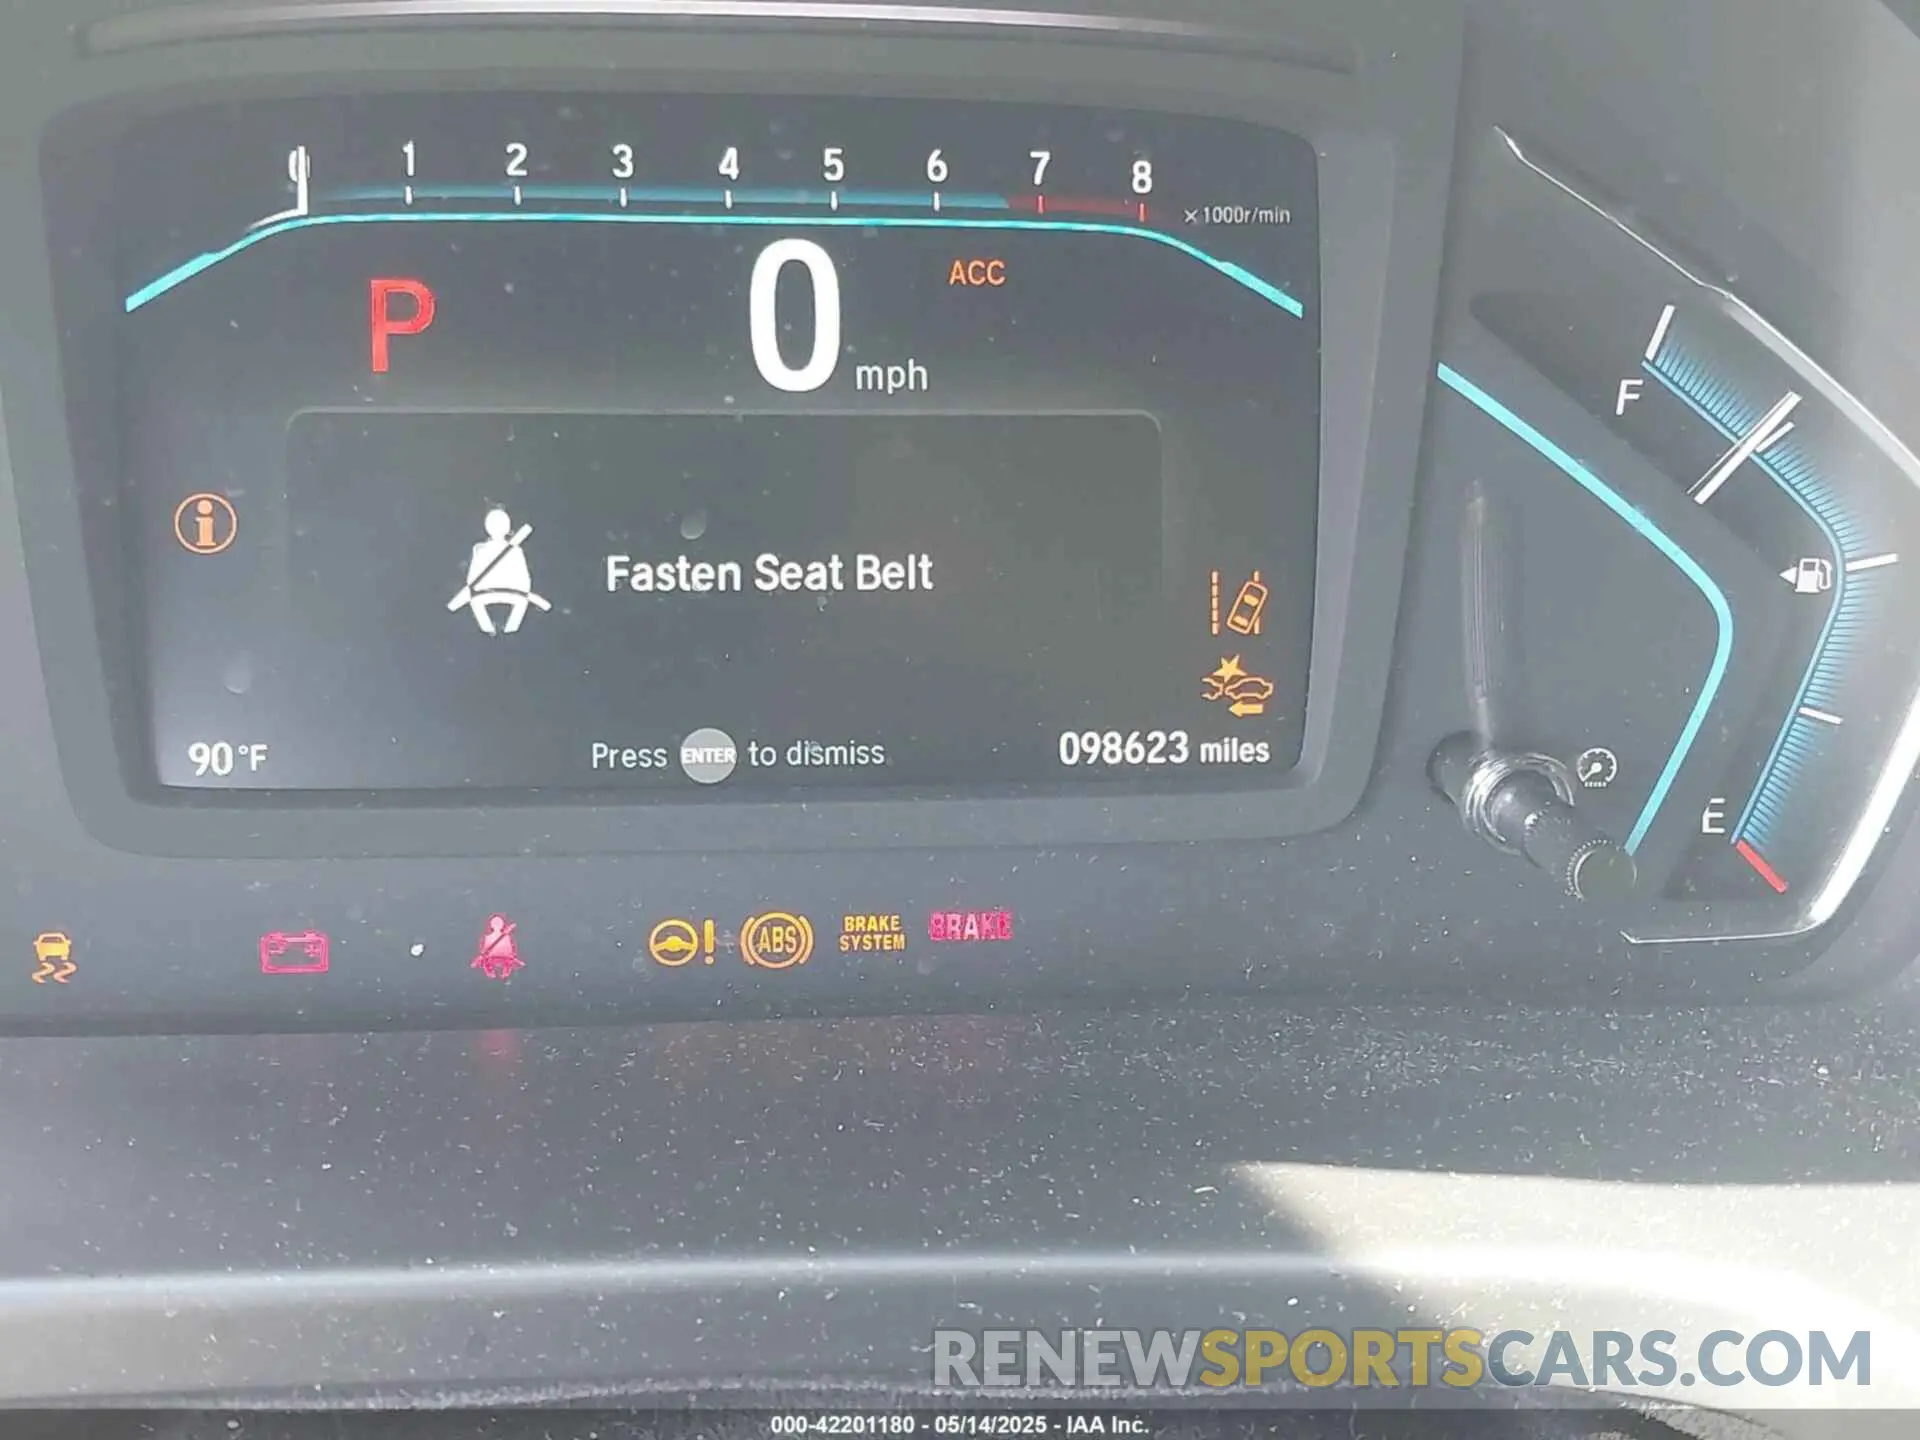 0 1 2 3 4 5 6 7 8
x1000r/min
P 0 mph ACC
F
Fasten Seat Belt
90°F Press ENTER to dismiss 098623 miles
E
ABS BRAKE SYSTEM BRAKE
RENEWSPORTSCARS.COM
000-42201180 - 05/14/2025 - IAA Inc.